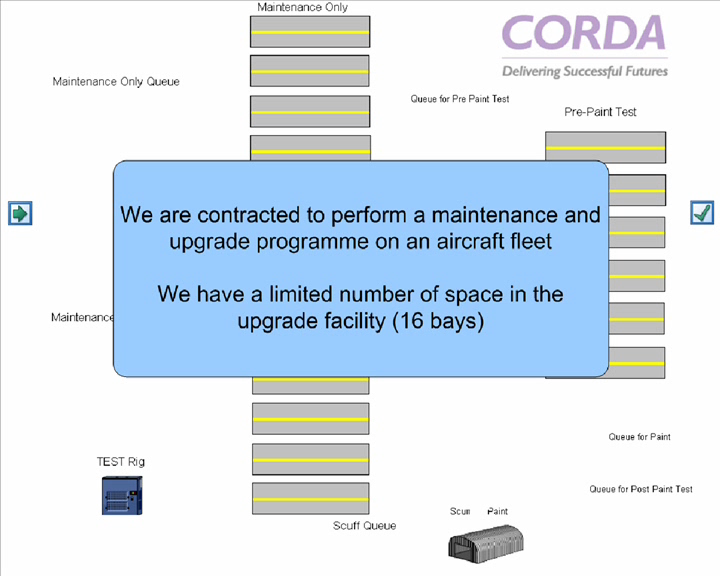 Maintenance Only
CORDA
Delivering Successful Futures
Maintenance Only Queue
Queue for Pre Paint Test
Pre-Paint Test
We are contracted to perform a maintenance and
upgrade programme on an aircraft fleet
We have a limited number of space in the
upgrade facility (16 bays)
Maintenance
Queue for Paint
TEST Rig
Queue for Post Paint Test
Paint
Scuff Queue